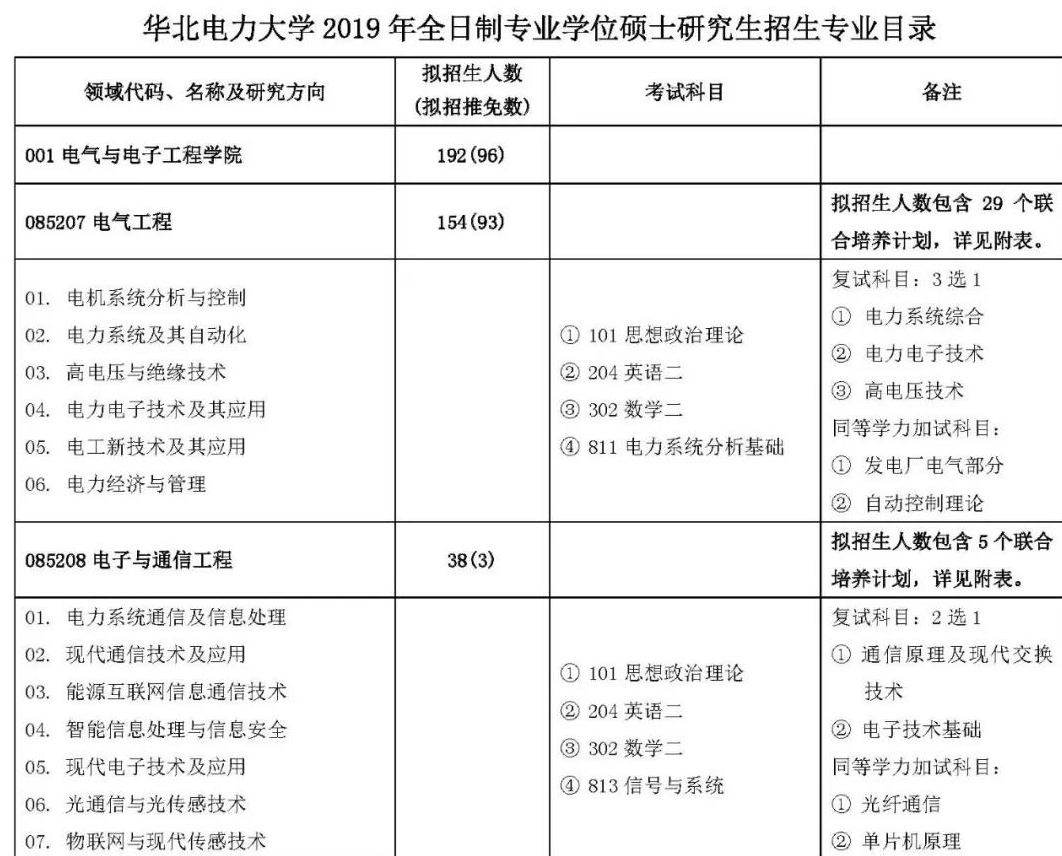 华北电力大学 2019 年全日制专业学位硕士研究生招生专业目录
领域代码、名称及研究方向
拟招生人数
(拟招推免数)
考试科目
备注
001 电气与电子工程学院
192(96)
085207 电气工程
154(93)
拟招生人数包含 29 个联
合培养计划，详见附表。
01. 电机系统分析与控制
02. 电力系统及其自动化
03. 高电压与绝缘技术
04. 电力电子技术及其应用
05. 电工新技术及其应用
06. 电力经济与管理
① 101 思想政治理论
② 204 英语二
③ 302 数学二
④ 811 电力系统分析基础
复试科目：3 选 1
① 电力系统综合
② 电力电子技术
③ 高电压技术
同等学力加试科目：
① 发电厂电气部分
② 自动控制理论
085208 电子与通信工程
38(3)
拟招生人数包含 5 个联合
培养计划，详见附表。
01. 电力系统通信及信息处理
02. 现代通信技术及应用
03. 能源互联网信息通信技术
04. 智能信息处理与信息安全
05. 现代电子技术及应用
06. 光通信与光传感技术
07. 物联网与现代传感技术
① 101 思想政治理论
② 204 英语二
③ 302 数学二
④ 813 信号与系统
复试科目：2 选 1
① 通信原理及现代交换
技术
② 电子技术基础
同等学力加试科目：
① 光纤通信
② 单片机原理